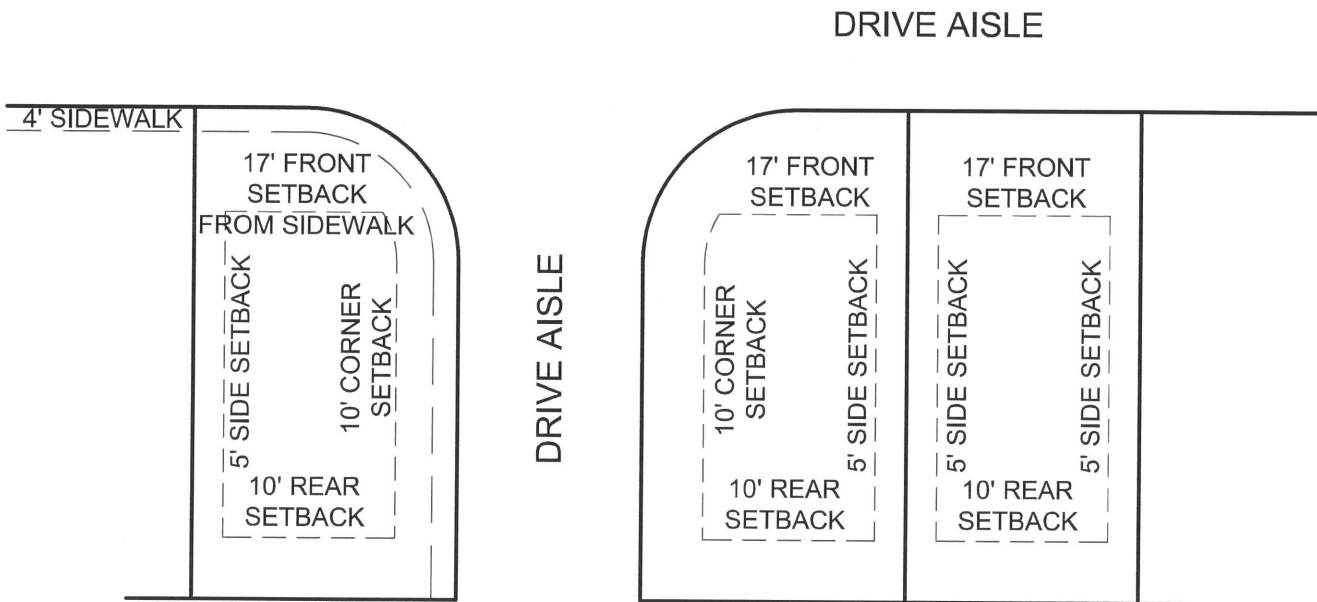 DRIVE AISLE
4' SIDEWALK
17' FRONT
SETBACK
FROM SIDEWALK
5' SIDE SETBACK
10' CORNER
SETBACK
10' REAR
SETBACK
DRIVE AISLE
17' FRONT
SETBACK
10' CORNER
SETBACK
5' SIDE SETBACK
10' REAR
SETBACK
17' FRONT
SETBACK
5' SIDE SETBACK
5' SIDE SETBACK
10' REAR
SETBACK